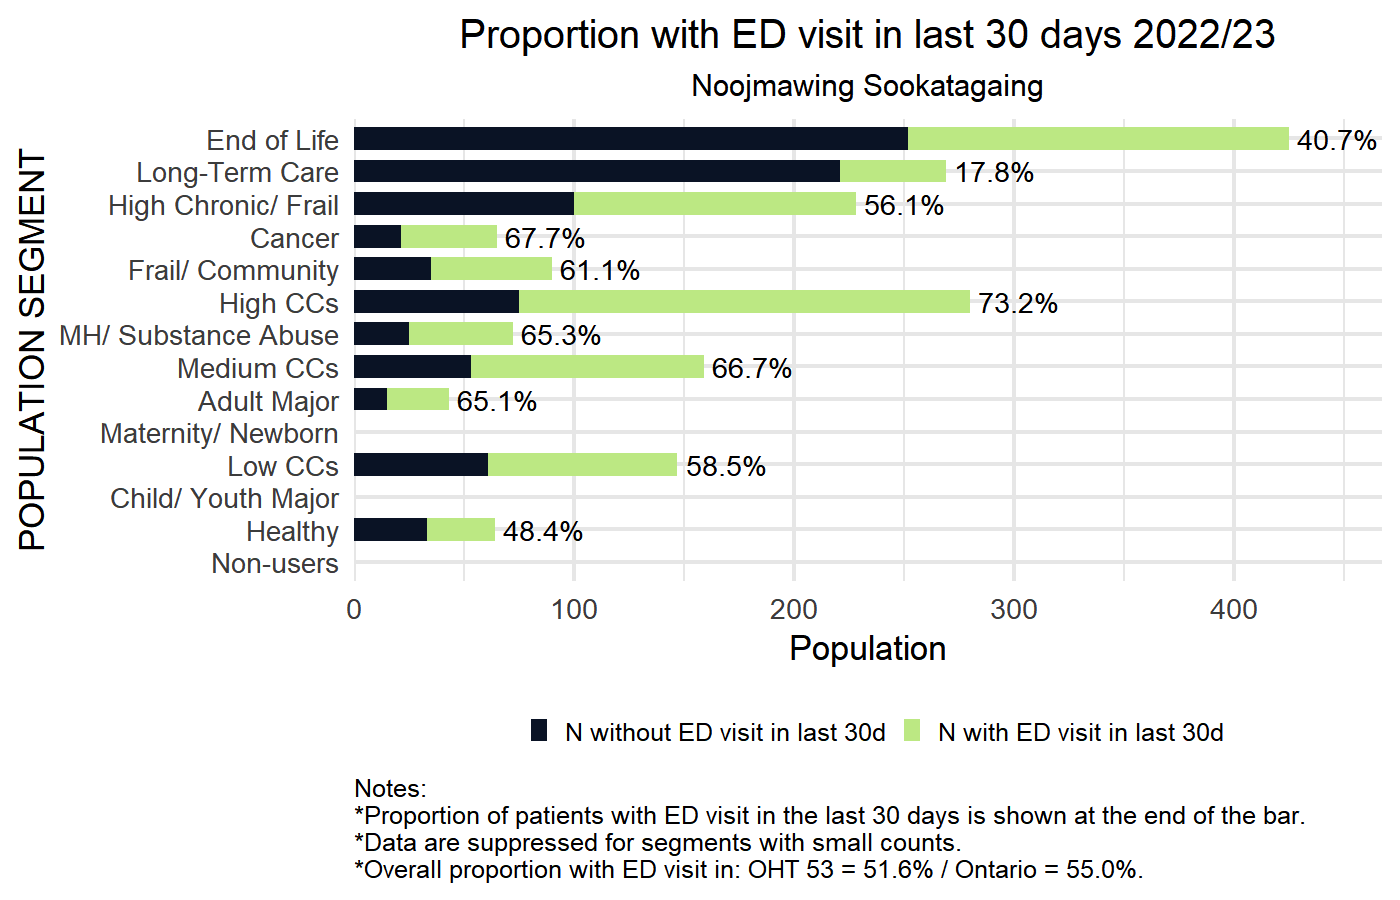 Proportion with ED visit in last 30 days 2022/23
Noojmawing Sookatagaing
POPULATION SEGMENT
End of Life 40.7%
Long-Term Care 17.8%
High Chronic/ Frail 56.1%
Cancer 67.7%
Frail/ Community 61.1%
High CCs 73.2%
MH/ Substance Abuse 65.3%
Medium CCs 66.7%
Adult Major 65.1%
Maternity/ Newborn
Low CCs 58.5%
Child/ Youth Major
Healthy 48.4%
Non-users
0 100 200 300 400
Population
N without ED visit in last 30d N with ED visit in last 30d
Notes:
*Proportion of patients with ED visit in the last 30 days is shown at the end of the bar.
*Data are suppressed for segments with small counts.
*Overall proportion with ED visit in: OHT 53 = 51.6% / Ontario = 55.0%.